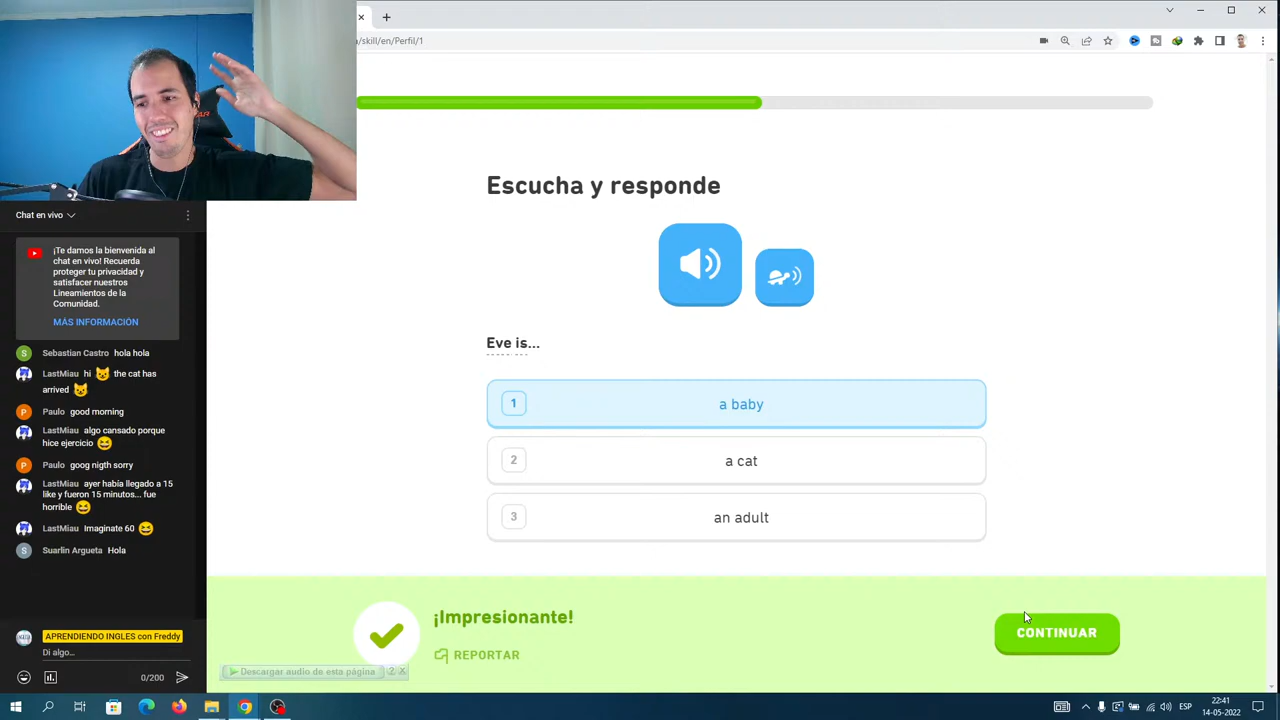 /skill/en/Perfil/1
Escucha y responde
Eve is...
1 a baby
2 a cat
3 an adult
¡Impresionante!
REPORTAR
CONTINUAR
Descargar audio de esta página ? X
Chat en vivo
¡Te damos la bienvenida al
chat en vivo! Recuerda
proteger tu privacidad y
satisfacer nuestros
Lineamientos de la
Comunidad.
MÁS INFORMACIÓN
S Sebastian Castro hola hola
LastMiau hi 😺 the cat has
arrived 😺
P Paulo good morning
LastMiau algo cansado porque
hice ejercicio 😆
P Paulo goog nigth sorry
LastMiau ayer había llegado a 15
like y fueron 15 minutos... fue
horrible 😆
LastMiau Imaginate 60 😆
S Suarlin Argueta Hola
APRENDIENDO INGLES con Freddy
Di algo...
0/200
ESP
22:41
14-05-2022